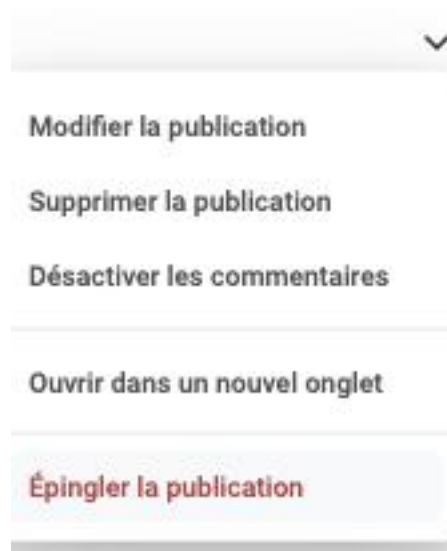 Modifier la publication
Supprimer la publication
Désactiver les commentaires
Ouvrir dans un nouvel onglet
Épingler la publication